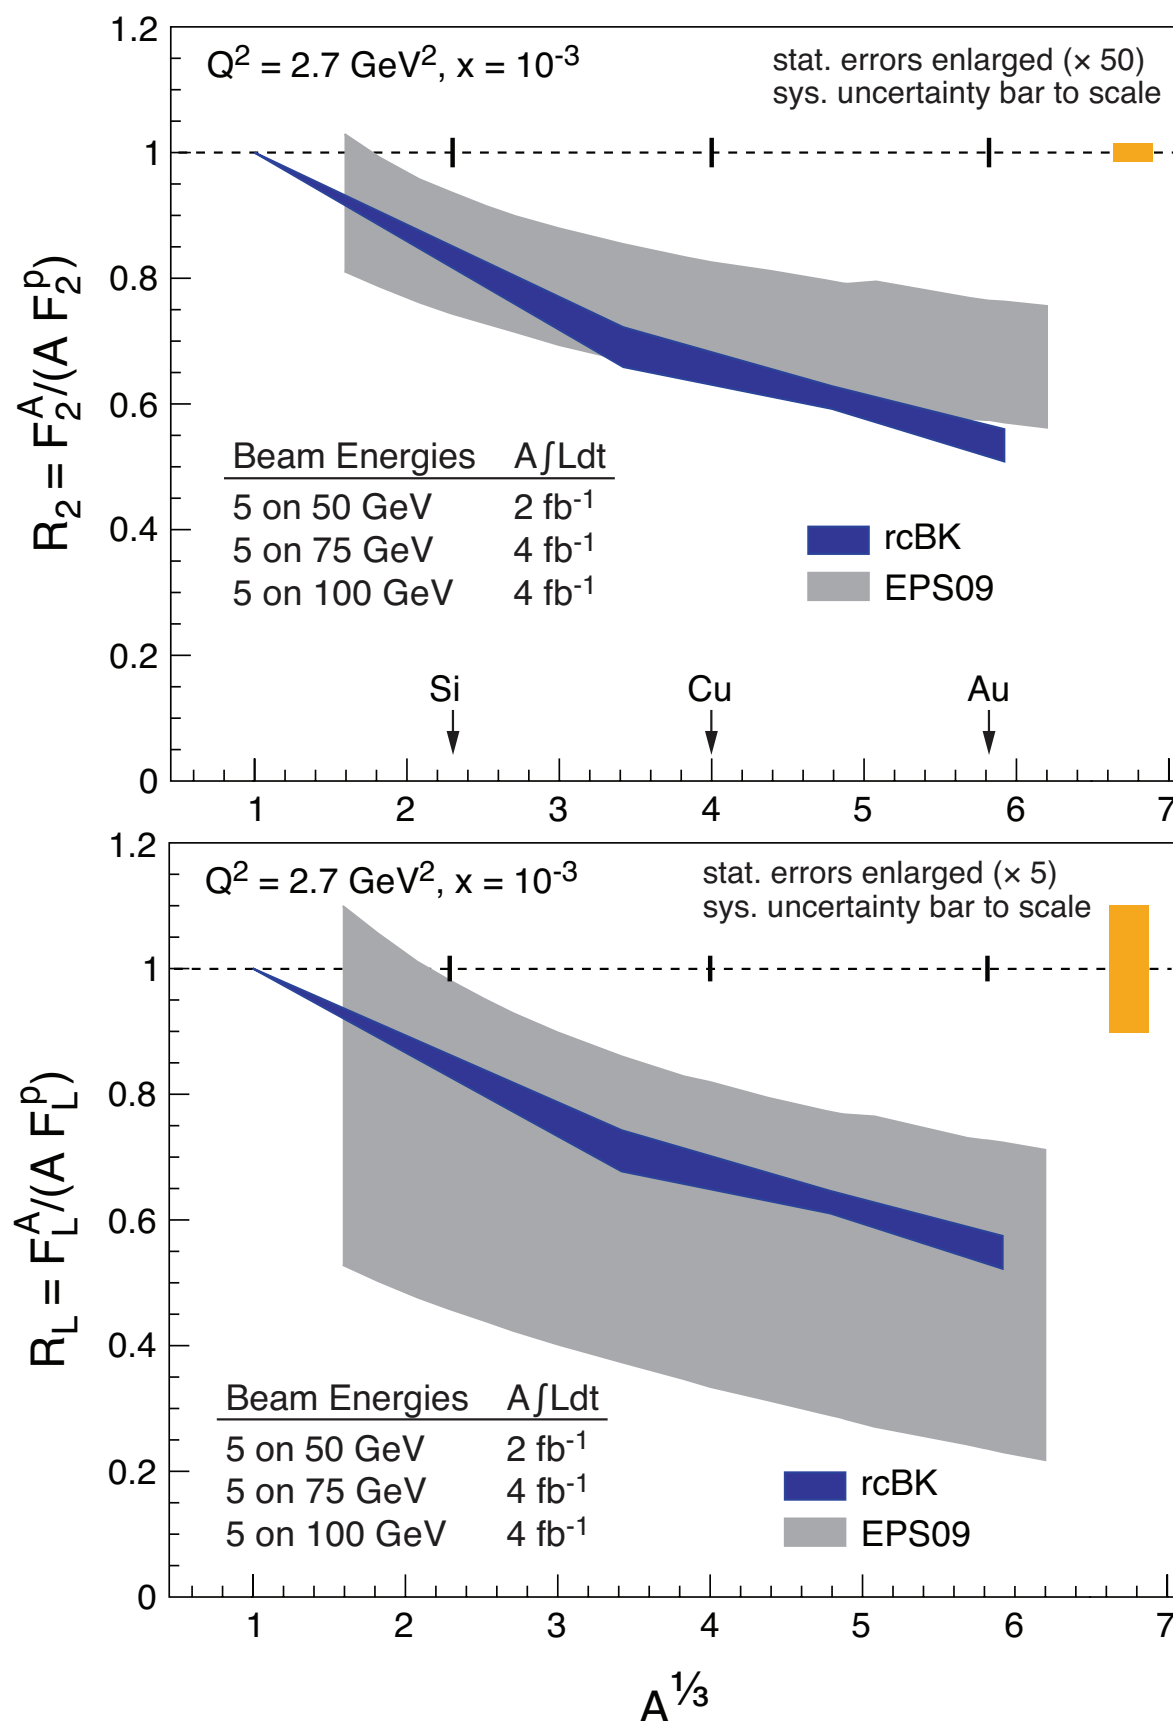 1.2
Q² = 2.7 GeV², x = 10⁻³
stat. errors enlarged (× 50)
sys. uncertainty bar to scale
1
0.8
0.6
0.4
0.2
0
R₂ = F₂ᴬ/(A F₂ᵖ)
Beam Energies A∫Ldt
5 on 50 GeV 2 fb⁻¹
5 on 75 GeV 4 fb⁻¹
5 on 100 GeV 4 fb⁻¹
rcBK
EPS09
Si Cu Au
1 2 3 4 5 6 7
1.2
Q² = 2.7 GeV², x = 10⁻³
stat. errors enlarged (× 5)
sys. uncertainty bar to scale
1
0.8
0.6
0.4
0.2
0
R_L = F_Lᴬ/(A F_Lᵖ)
Beam Energies A∫Ldt
5 on 50 GeV 2 fb⁻¹
5 on 75 GeV 4 fb⁻¹
5 on 100 GeV 4 fb⁻¹
rcBK
EPS09
1 2 3 4 5 6 7
A⅓